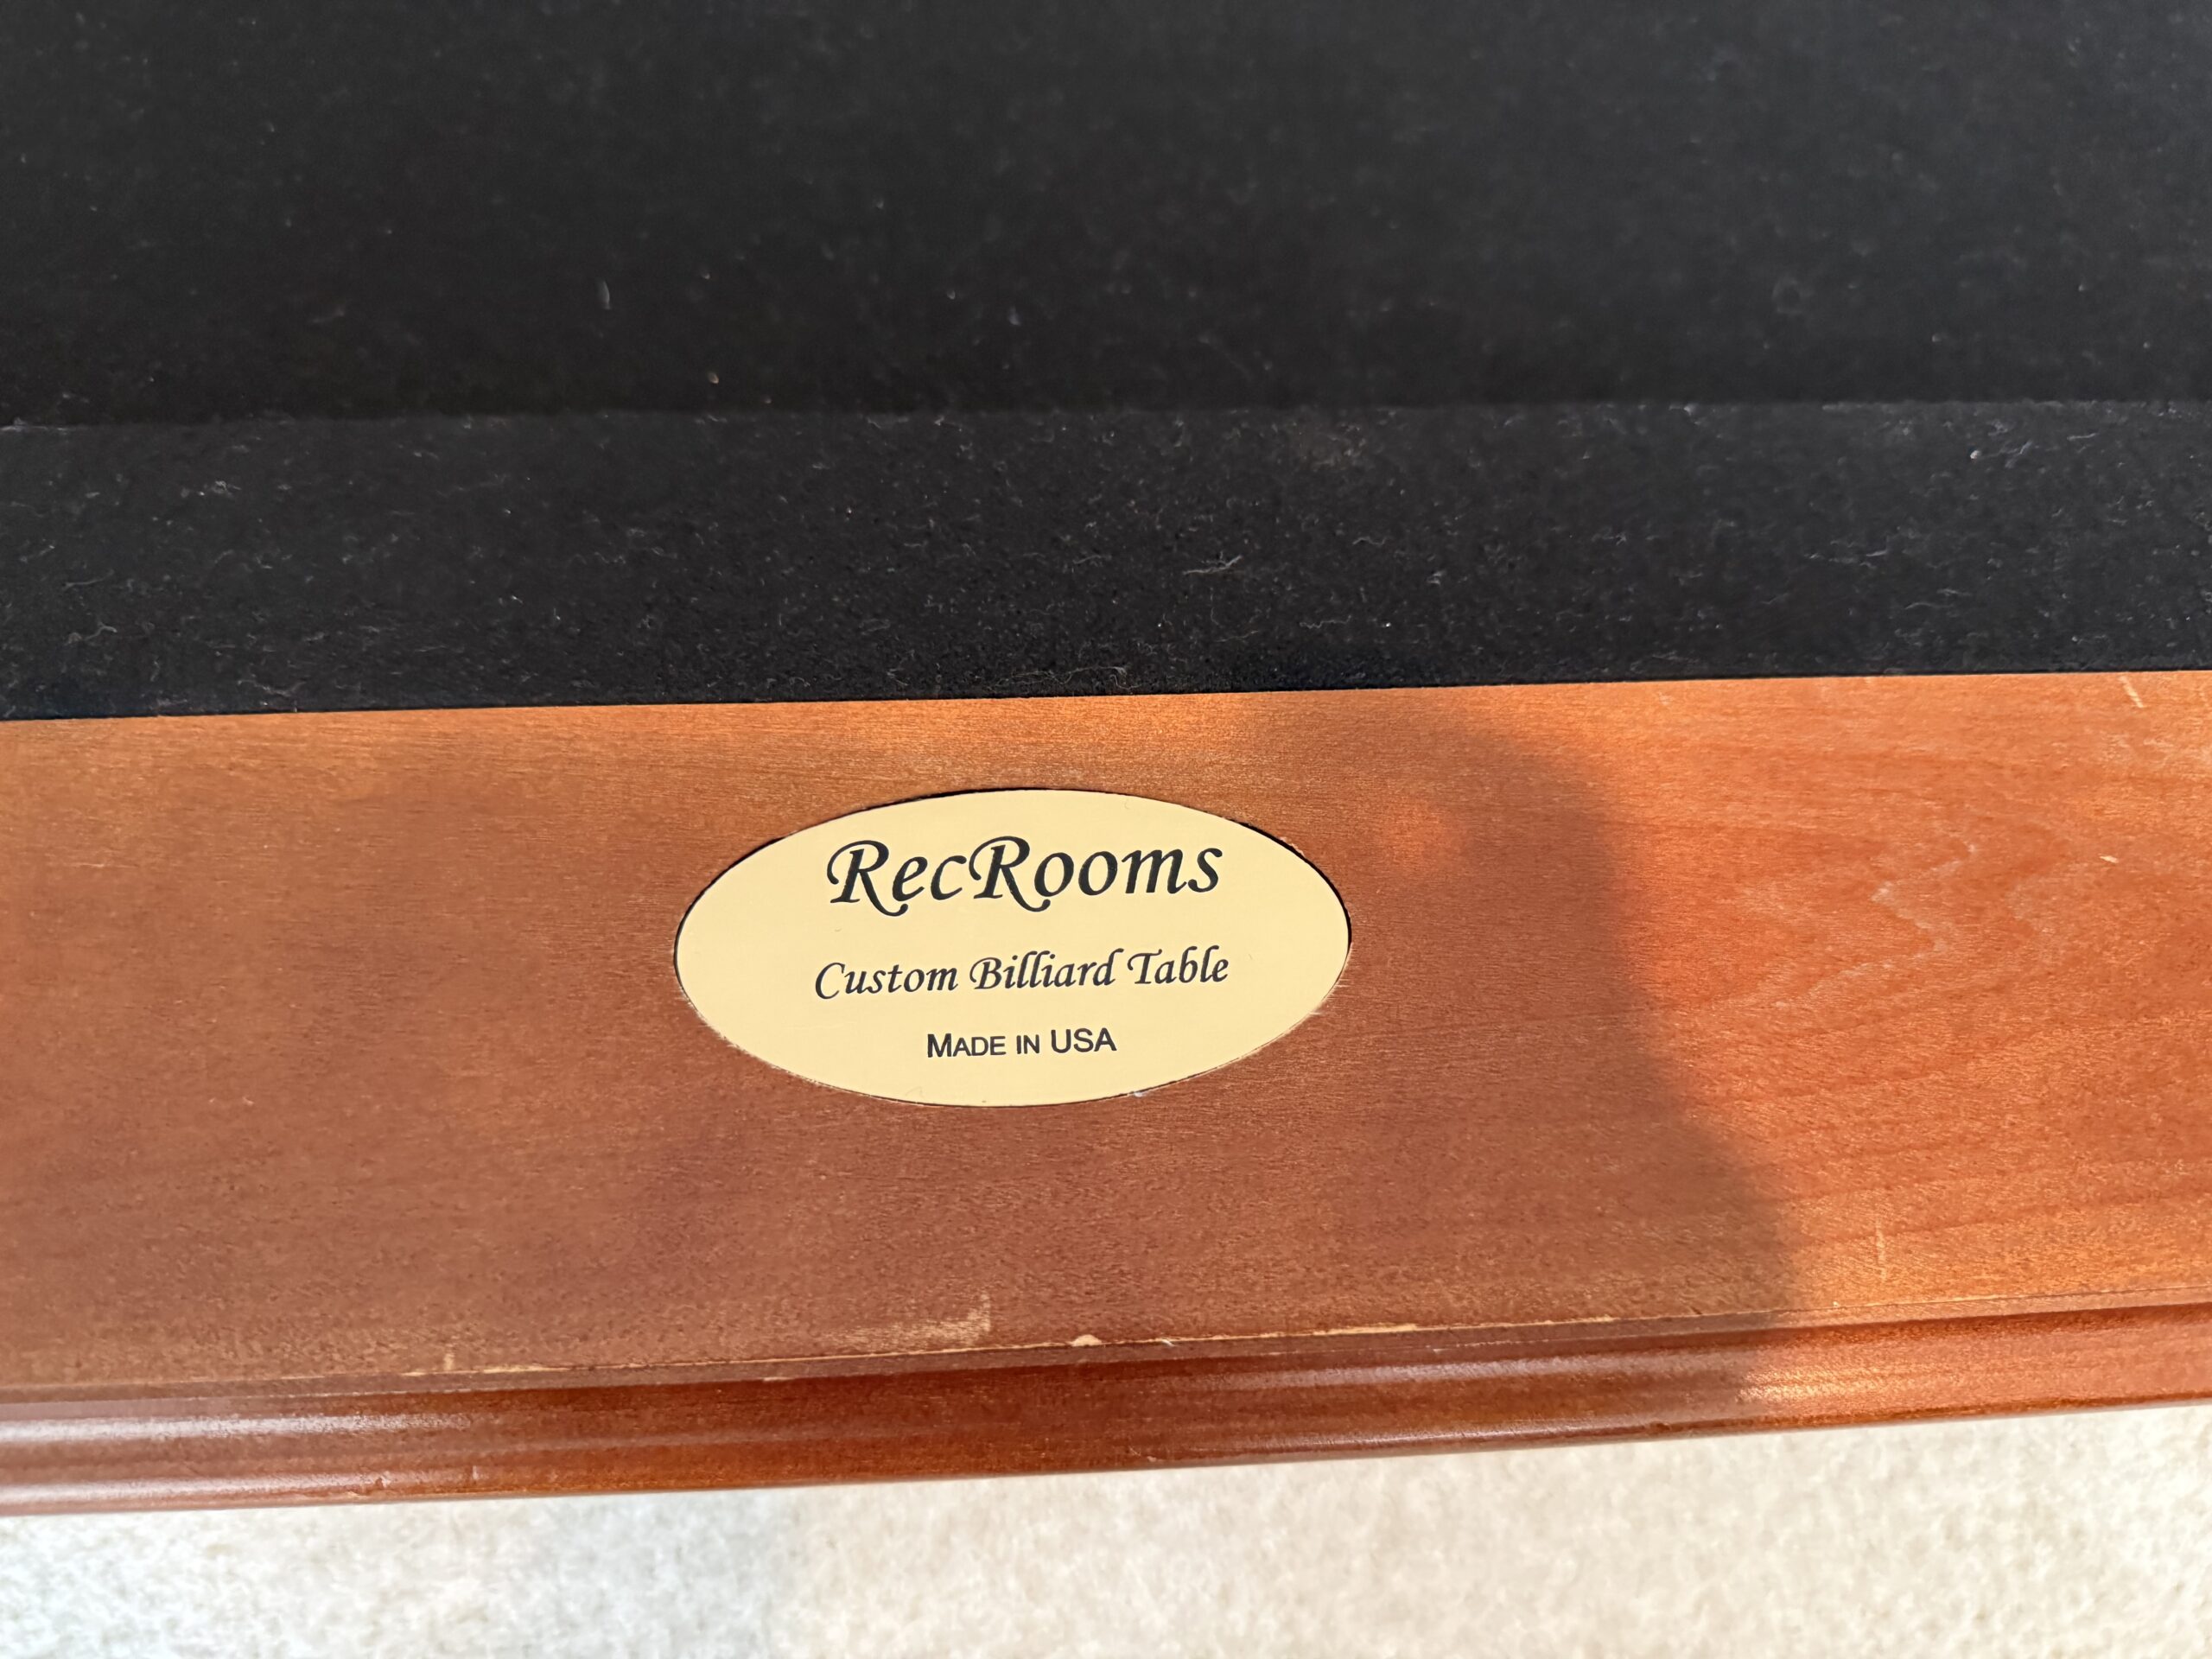 RecRooms
Custom Billiard Table
MADE IN USA